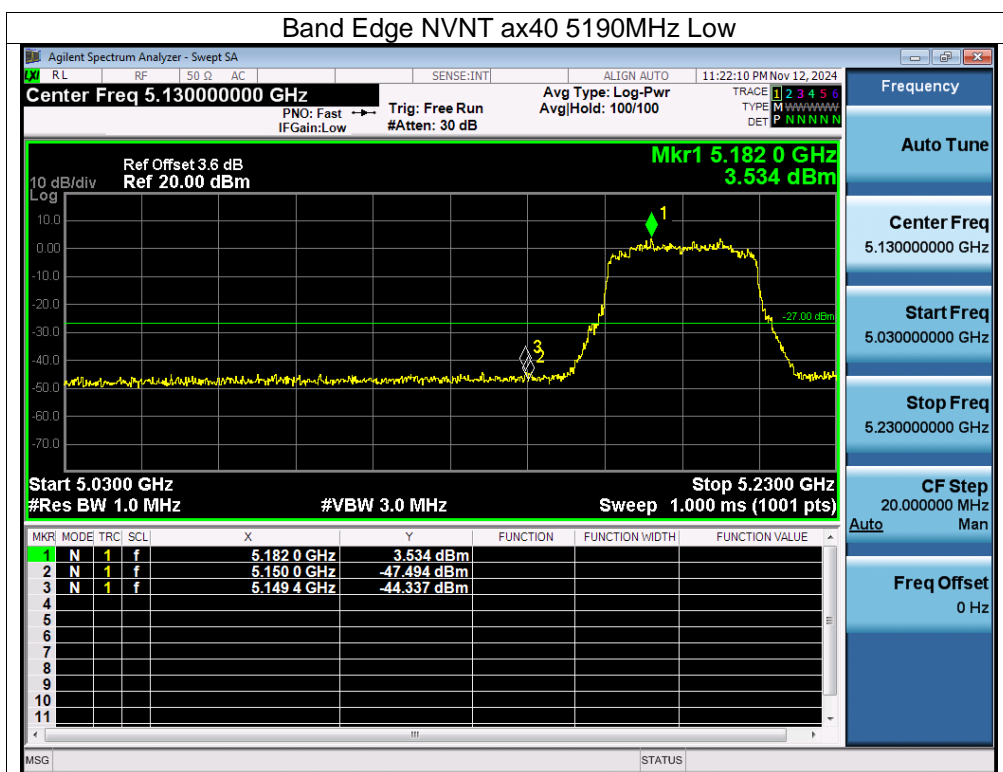 Band Edge NVNT ax40 5190MHz Low
Agilent Spectrum Analyzer - Swept SA
LXI RL RF 50 Ω AC SENSE:INT ALIGN AUTO 11:22:10 PM Nov 12, 2024
Center Freq 5.130000000 GHz
PNO: Fast
IFGain:Low
Trig: Free Run
#Atten: 30 dB
Avg Type: Log-Pwr
Avg|Hold: 100/100
TRACE 1 2 3 4 5 6
TYPE M WWWWW
DET P N N N N N
Mkr1 5.182 0 GHz
3.534 dBm
Ref Offset 3.6 dB
Ref 20.00 dBm
10 dB/div
Log
10.0
0.00
-10.0
-20.0
-30.0
-40.0
-50.0
-60.0
-70.0
1
3
2
-27.00 dBm
Start 5.0300 GHz
Stop 5.2300 GHz
#Res BW 1.0 MHz
#VBW 3.0 MHz
Sweep 1.000 ms (1001 pts)
MKR MODE TRC SCL X Y FUNCTION FUNCTION WIDTH FUNCTION VALUE
1 N 1 f 5.182 0 GHz 3.534 dBm
2 N 1 f 5.150 0 GHz -47.494 dBm
3 N 1 f 5.149 4 GHz -44.337 dBm
4
5
6
7
8
9
10
11
MSG
STATUS
Frequency
Auto Tune
Center Freq
5.130000000 GHz
Start Freq
5.030000000 GHz
Stop Freq
5.230000000 GHz
CF Step
20.000000 MHz
Auto Man
Freq Offset
0 Hz